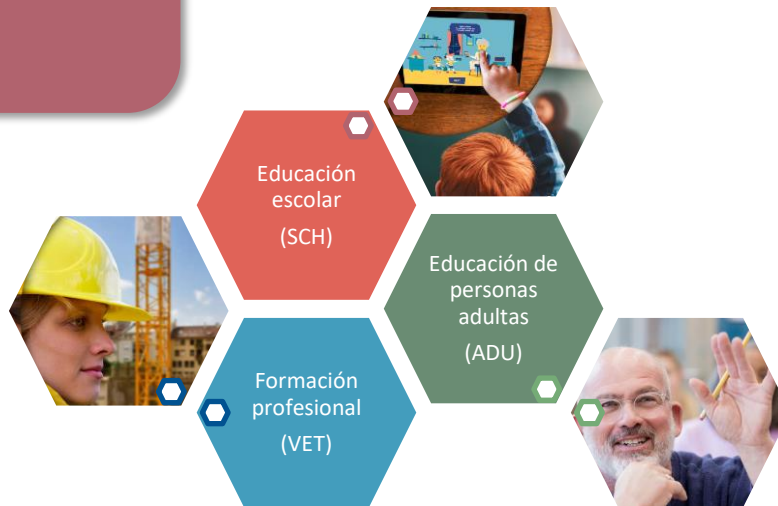 Educación
escolar
(SCH)
Educación de
personas
adultas
(ADU)
Formación
profesional
(VET)